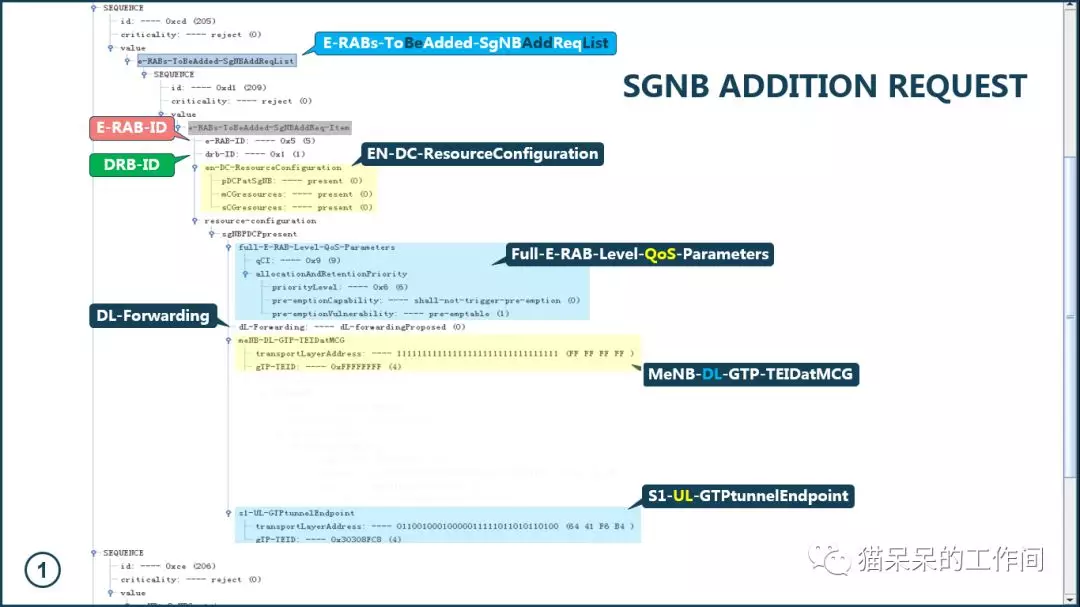 SEQUENCE
id: ---- 0xcd (205)
criticality: ---- reject (0)
value
E-RABs-ToBeAdded-SgNBAddReqList
e-RABs-ToBeAdded-SgNBAddReqList
SEQUENCE
SGNB ADDITION REQUEST
id: ---- 0xd1 (209)
criticality: ---- reject (0)
value
E-RAB-ID
e-RABs-ToBeAdded-SgNBAddReq-Item
e-RAB-ID: ---- 0x5 (5)
drb-ID: ---- 0x1 (1)
EN-DC-ResourceConfiguration
DRB-ID
en-DC-ResourceConfiguration
pDCPatSgNB: ---- present (0)
mCGresources: ---- present (0)
sCGresources: ---- present (0)
resource-configuration
sgNBPDCPpresent
full-E-RAB-Level-QoS-Parameters
Full-E-RAB-Level-QoS-Parameters
qCI: ---- 0x9 (9)
allocationAndRetentionPriority
priorityLevel: ---- 0x6 (6)
pre-emptionCapability: ---- shall-not-trigger-pre-emption (0)
pre-emptionVulnerability: ---- pre-emptable (1)
DL-Forwarding
dL-Forwarding: ---- dL-forwardingProposed (0)
meNB-DL-GTP-TEIDatMCG
transportLayerAddress: ---- 11111111111111111111111111111111 (FF FF FF FF )
gTP-TEID: ---- 0xFFFFFFFF (4)
MeNB-DL-GTP-TEIDatMCG
S1-UL-GTPtunnelEndpoint
s1-UL-GTPtunnelEndpoint
transportLayerAddress: ---- 01100100010000011111011010110100 (64 41 F6 B4 )
gTP-TEID: ---- 0x30308FC8 (4)
SEQUENCE
id: ---- 0xce (206)
criticality: ---- reject (0)
value
1
猫呆呆的工作间